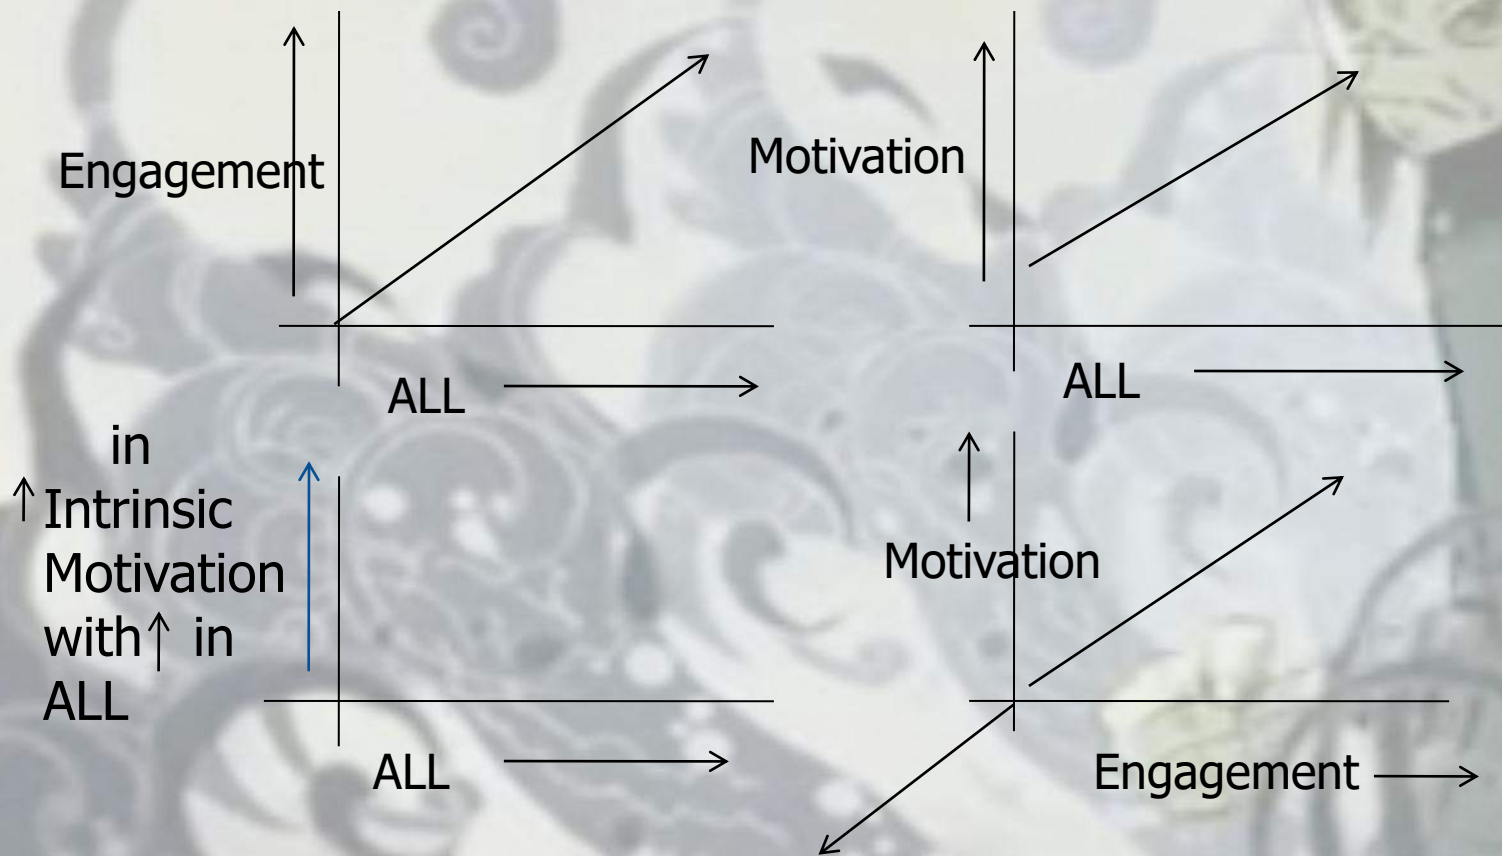 Engagement
Motivation
ALL
ALL
in
↑ Intrinsic
Motivation
with ↑ in
ALL
Motivation
ALL
Engagement